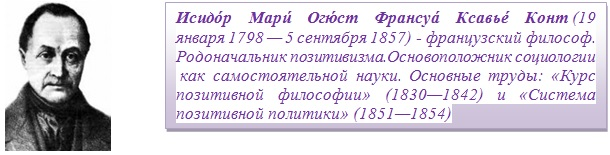 Исидо́р Мари́ Огю́ст Франсуа́ Ксавье́ Конт (19
января 1798 — 5 сентября 1857) - французский философ.
Родоначальник позитивизма.Основоположник социологии
как самостоятельной науки. Основные труды: «Курс
позитивной философии» (1830—1842) и «Система
позитивной политики» (1851—1854)